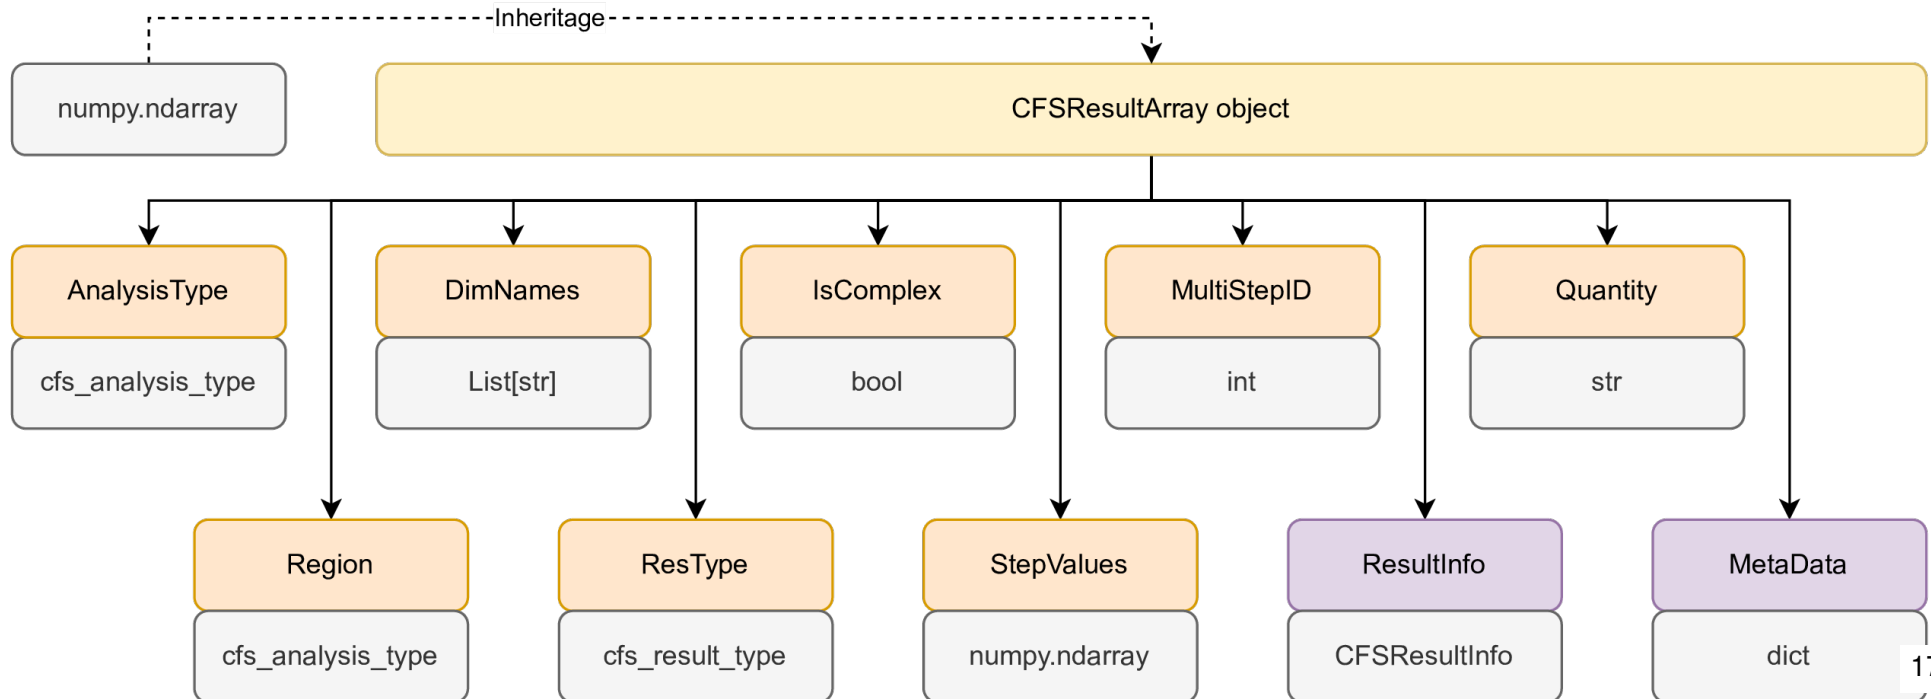 Inheritage
numpy.ndarray
CFSResultArray object
AnalysisType
DimNames
IsComplex
MultiStepID
Quantity
cfs_analysis_type
List[str]
bool
int
str
Region
ResType
StepValues
ResultInfo
MetaData
cfs_analysis_type
cfs_result_type
numpy.ndarray
CFSResultInfo
dict